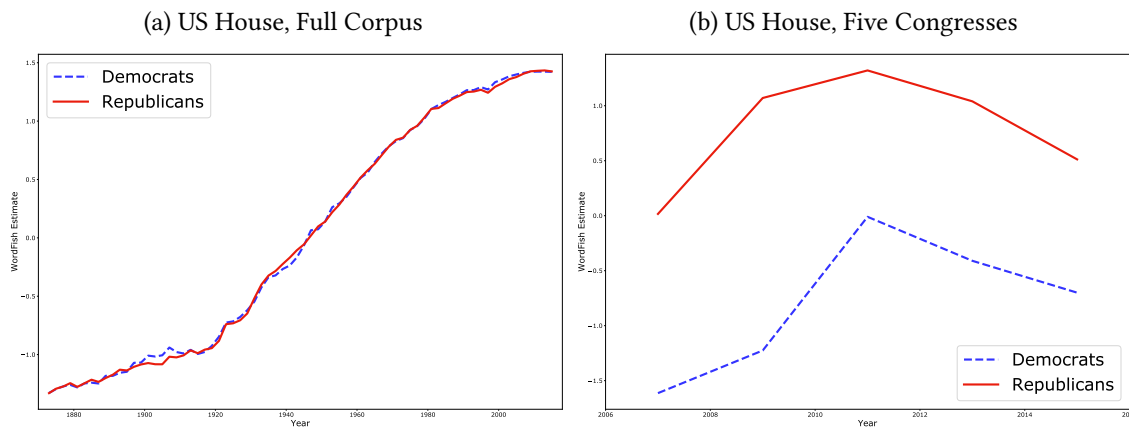 (a) US House, Full Corpus
1.5
1.0
0.5
0.0
−0.5
−1.0
WordFish Estimate
Democrats
Republicans
1880 1900 1920 1940 1960 1980 2000
Year
(b) US House, Five Congresses
1.0
0.5
0.0
−0.5
−1.0
−1.5
WordFish Estimate
Democrats
Republicans
2006 2008 2010 2012 2014
Year